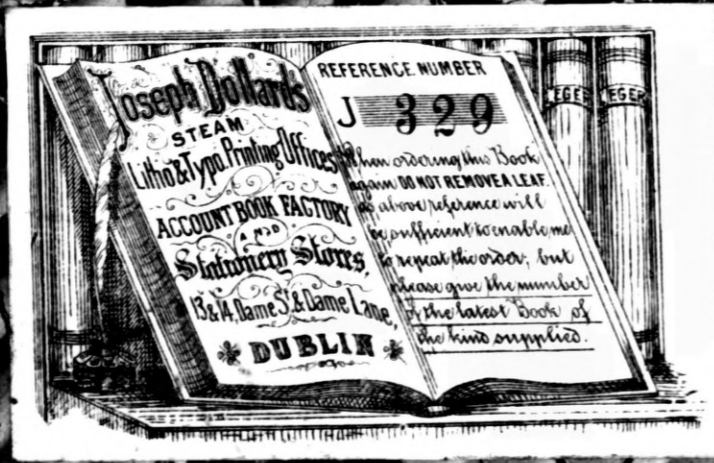 Joseph Dollard's
STEAM
Litho & Typo Printing Offices
ACCOUNT BOOK FACTORY
AND
Stationery Stores,
13 & 14, Dame St. & Dame Lane,
DUBLIN
REFERENCE NUMBER
J 329
When ordering this Book
again DO NOT REMOVE A LEAF.
as above reference will
be sufficient to enable me
to repeat the order, but
please give the number
of the latest Book of
the kind supplied.
LEGER
LEGER